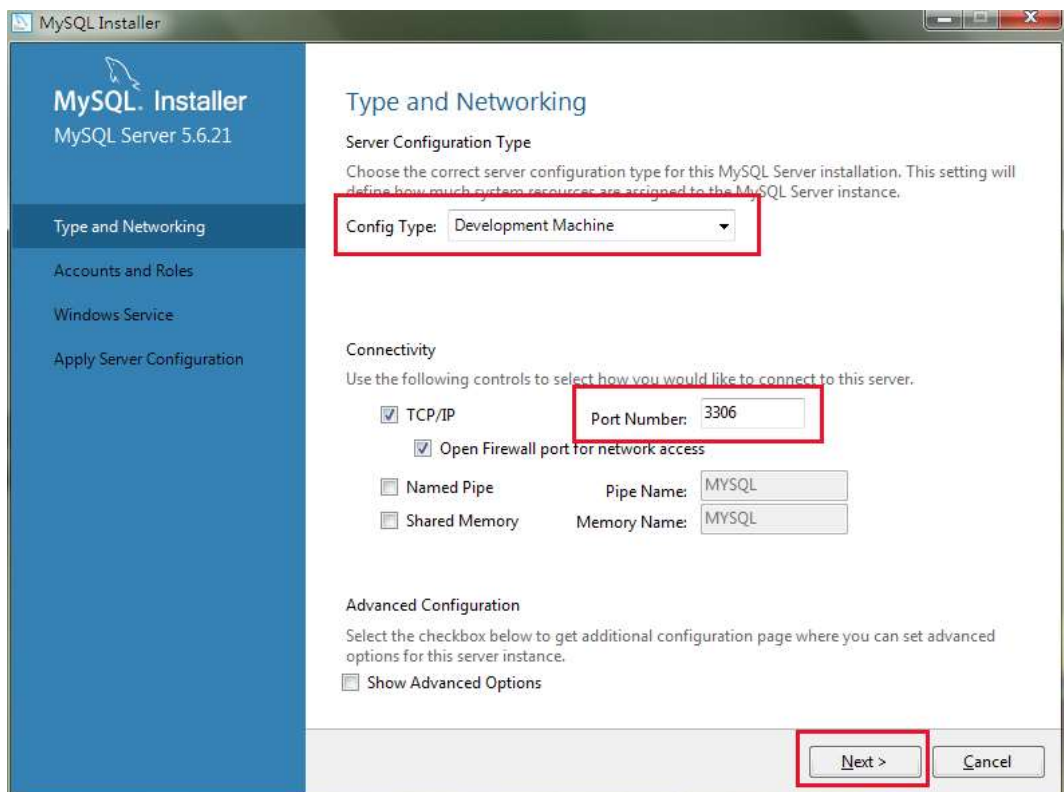 MySQL Installer
MySQL. Installer
MySQL Server 5.6.21
Type and Networking
Accounts and Roles
Windows Service
Apply Server Configuration
Type and Networking
Server Configuration Type
Choose the correct server configuration type for this MySQL Server installation. This setting will
define how much system resources are assigned to the MySQL Server instance.
Config Type: Development Machine
Connectivity
Use the following controls to select how you would like to connect to this server.
TCP/IP Port Number: 3306
Open Firewall port for network access
Named Pipe Pipe Name: MYSQL
Shared Memory Memory Name: MYSQL
Advanced Configuration
Select the checkbox below to get additional configuration page where you can set advanced
options for this server instance.
Show Advanced Options
Next > Cancel